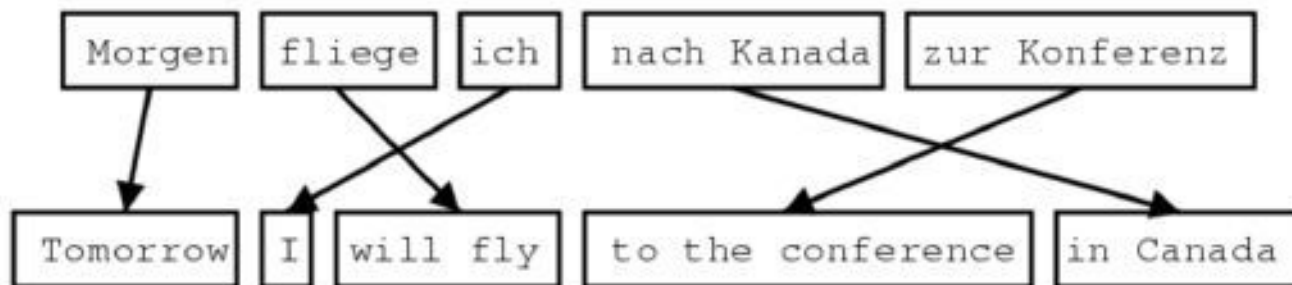 Morgen fliege ich nach Kanada zur Konferenz
Tomorrow I will fly to the conference in Canada